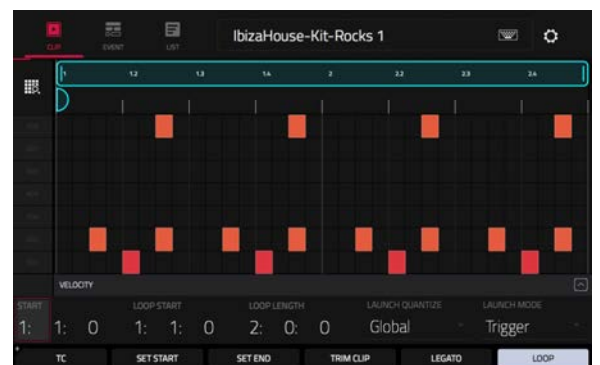 IbizaHouse-Kit-Rocks 1
CLIP EVENT LIST
1 1.2 1.3 1.4 2 2.2 2.3 2.4
VELOCITY
START LOOP START LOOP LENGTH LAUNCH QUANTIZE LAUNCH MODE
1: 1: 0 1: 1: 0 2: 0: 0 Global Trigger
TC SET START SET END TRIM CLIP LEGATO LOOP